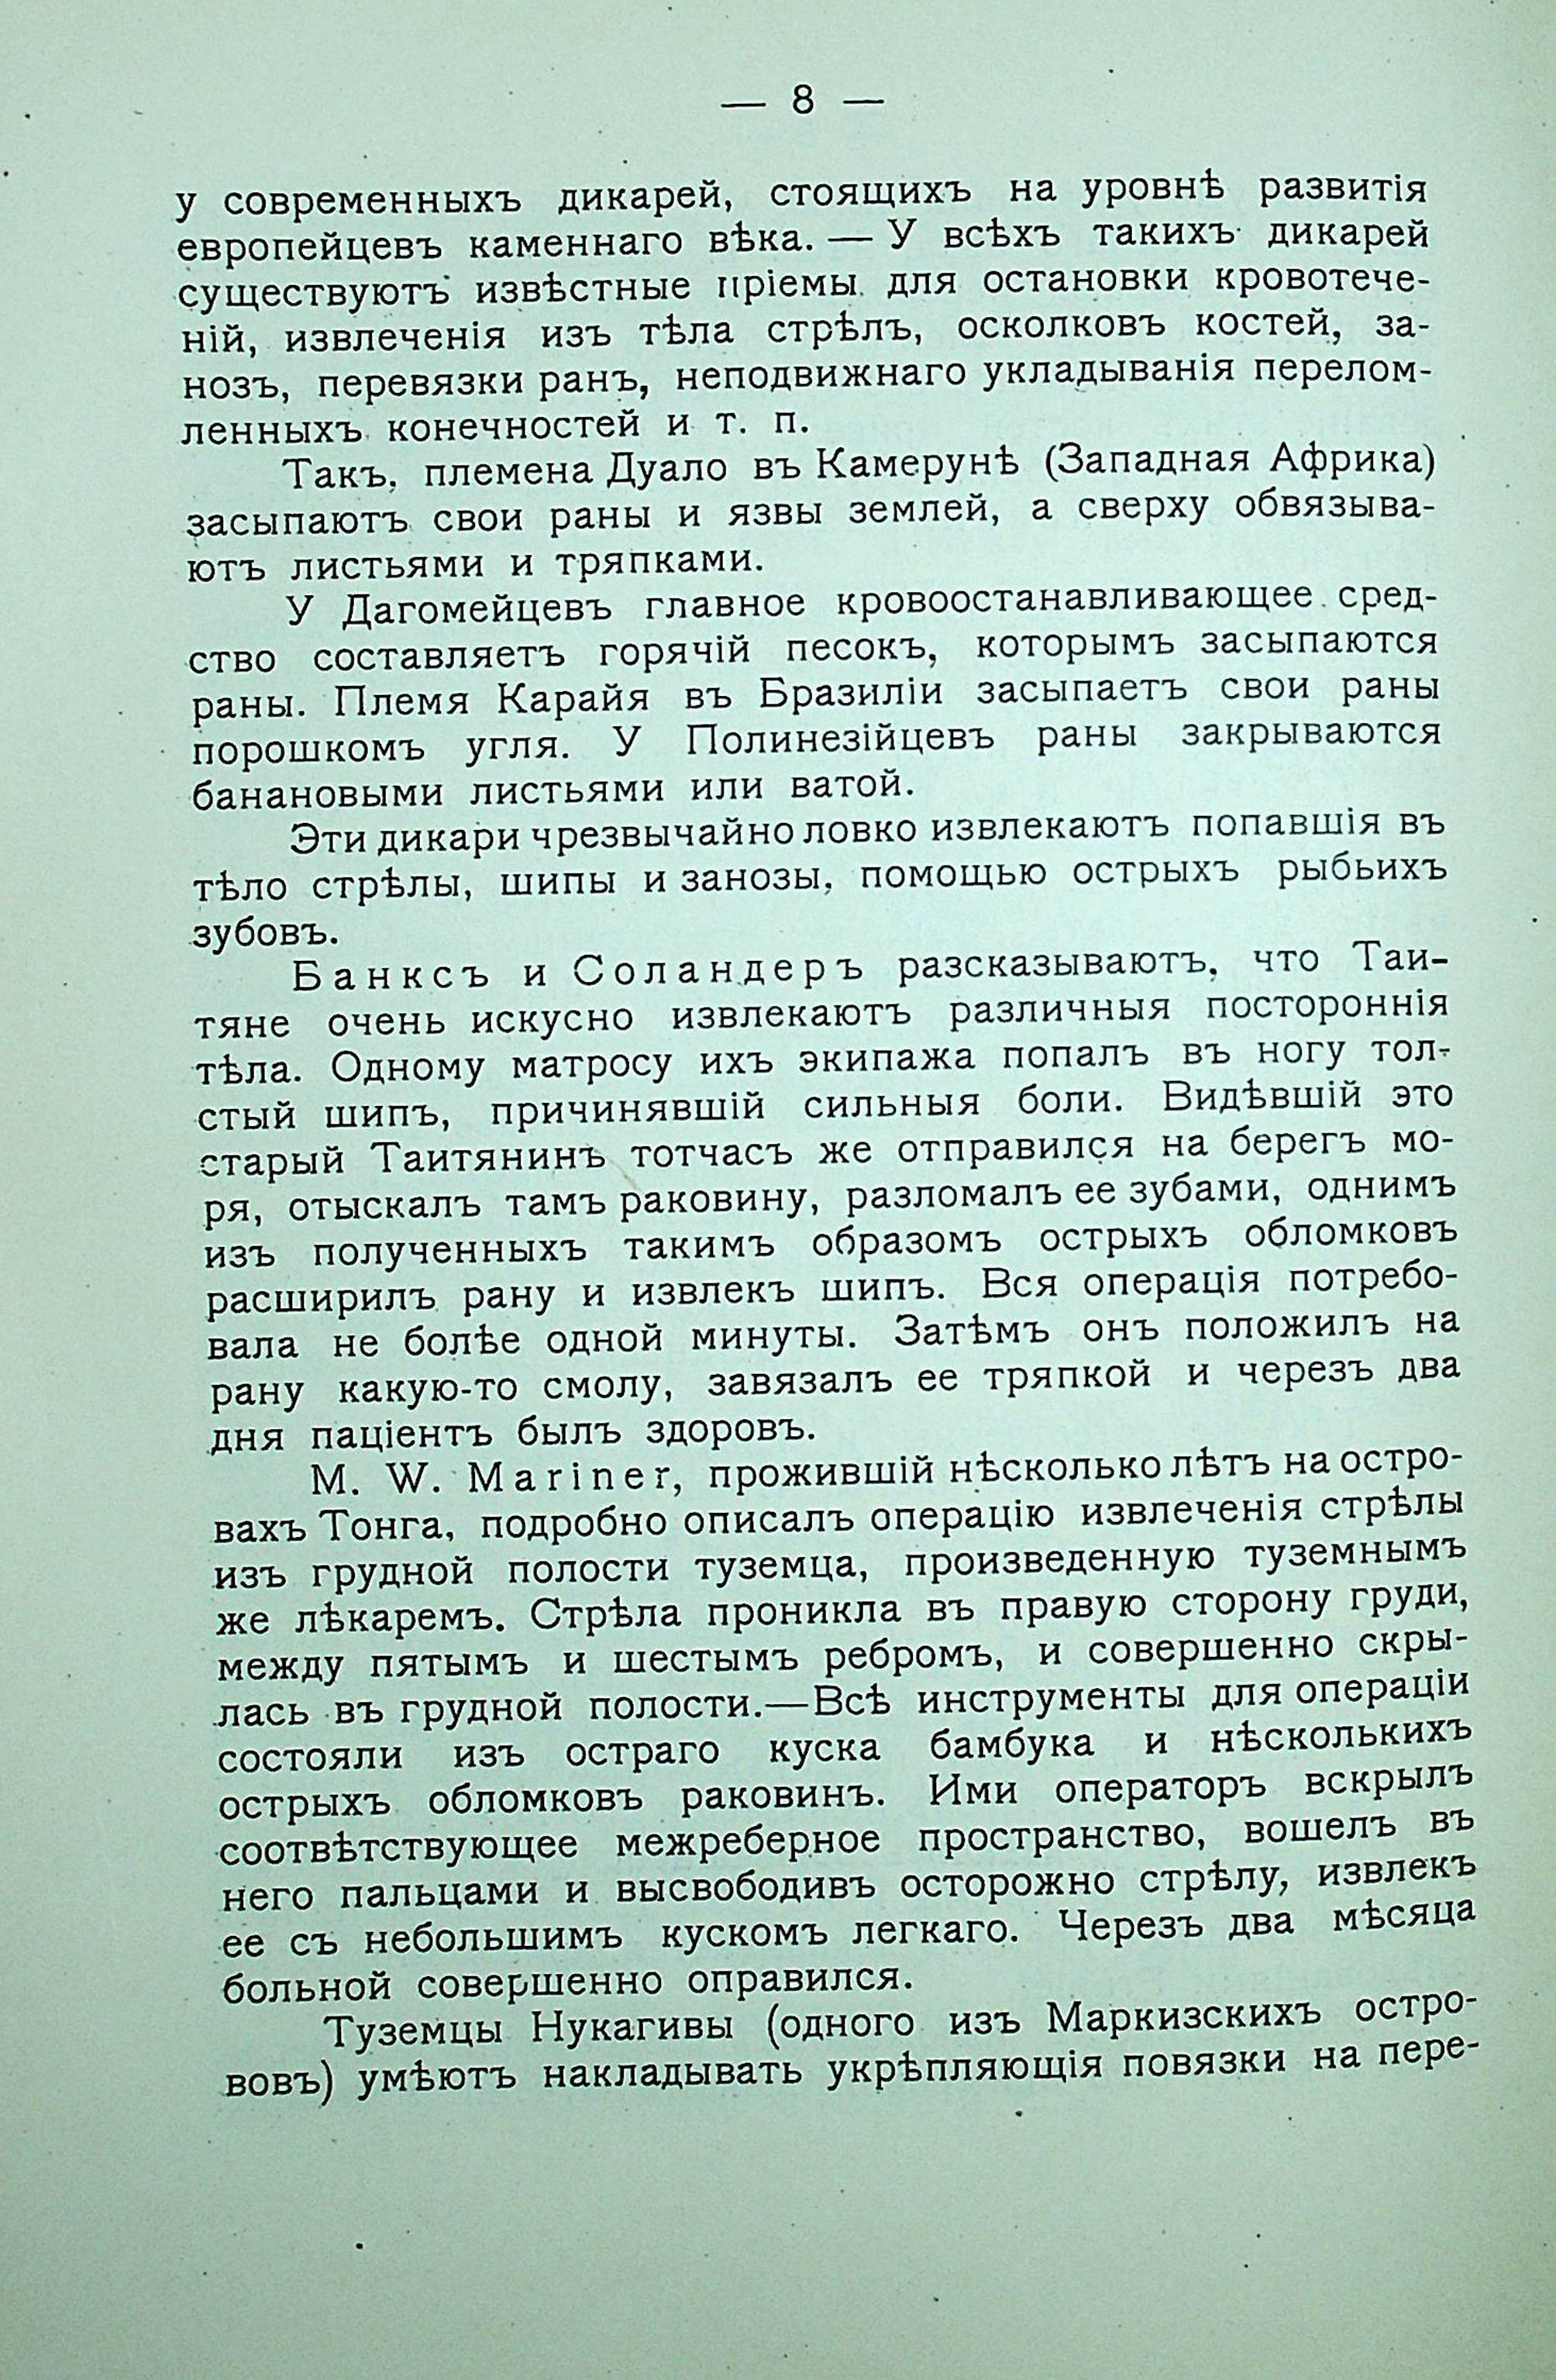 — 8 —
у современныхъ дикарей, стоящихъ на уровнѣ развитія
европейцевъ каменнаго вѣка. — У всѣхъ такихъ дикарей
существуютъ извѣстные пріемы для остановки кровотече-
ній, извлеченія изъ тѣла стрѣлъ, осколковъ костей, за-
нозъ, перевязки ранъ, неподвижнаго укладыванія перелом-
ленныхъ конечностей и т. п.
Такъ, племена Дуало въ Камерунѣ (Западная Африка)
засыпаютъ свои раны и язвы землей, а сверху обвязыва-
ютъ листьями и тряпками.
У Дагомейцевъ главное кровоостанавливающее сред-
ство составляетъ горячій песокъ, которымъ засыпаются
раны. Племя Карайя въ Бразиліи засыпаетъ свои раны
порошкомъ угля. У Полинезійцевъ раны закрываются
банановыми листьями или ватой.
Эти дикари чрезвычайно ловко извлекаютъ попавшія въ
тѣло стрѣлы, шипы и занозы, помощью острыхъ рыбьихъ
зубовъ.
Банксъ и Соландеръ разсказываютъ, что Таи-
тяне очень искусно извлекаютъ различныя постороннія
тѣла. Одному матросу ихъ экипажа попалъ въ ногу тол-
стый шипъ, причинявшій сильныя боли. Видѣвшій это
старый Таитянинъ тотчасъ же отправился на берегъ мо-
ря, отыскалъ тамъ раковину, разломалъ ее зубами, однимъ
изъ полученныхъ такимъ образомъ острыхъ обломковъ
расширилъ рану и извлекъ шипъ. Вся операція потребо-
вала не болѣе одной минуты. Затѣмъ онъ положилъ на
рану какую-то смолу, завязалъ ее тряпкой и черезъ два
дня паціентъ былъ здоровъ.
M. W. Mariner, прожившій нѣсколько лѣтъ на остро-
вахъ Тонга, подробно описалъ операцію извлеченія стрѣлы
изъ грудной полости туземца, произведенную туземнымъ
же лѣкаремъ. Стрѣла проникла въ правую сторону груди,
между пятымъ и шестымъ ребромъ, и совершенно скры-
лась въ грудной полости.—Всѣ инструменты для операціи
состояли изъ остраго куска бамбука и нѣсколькихъ
острыхъ обломковъ раковинъ. Ими операторъ вскрылъ
соотвѣтствующее межреберное пространство, вошелъ въ
него пальцами и высвободивъ осторожно стрѣлу, извлекъ
ее съ небольшимъ кускомъ легкаго. Черезъ два мѣсяца
больной совершенно оправился.
Туземцы Нукагивы (одного изъ Маркизскихъ остро-
вовъ) умѣютъ накладывать укрѣпляющія повязки на пере-